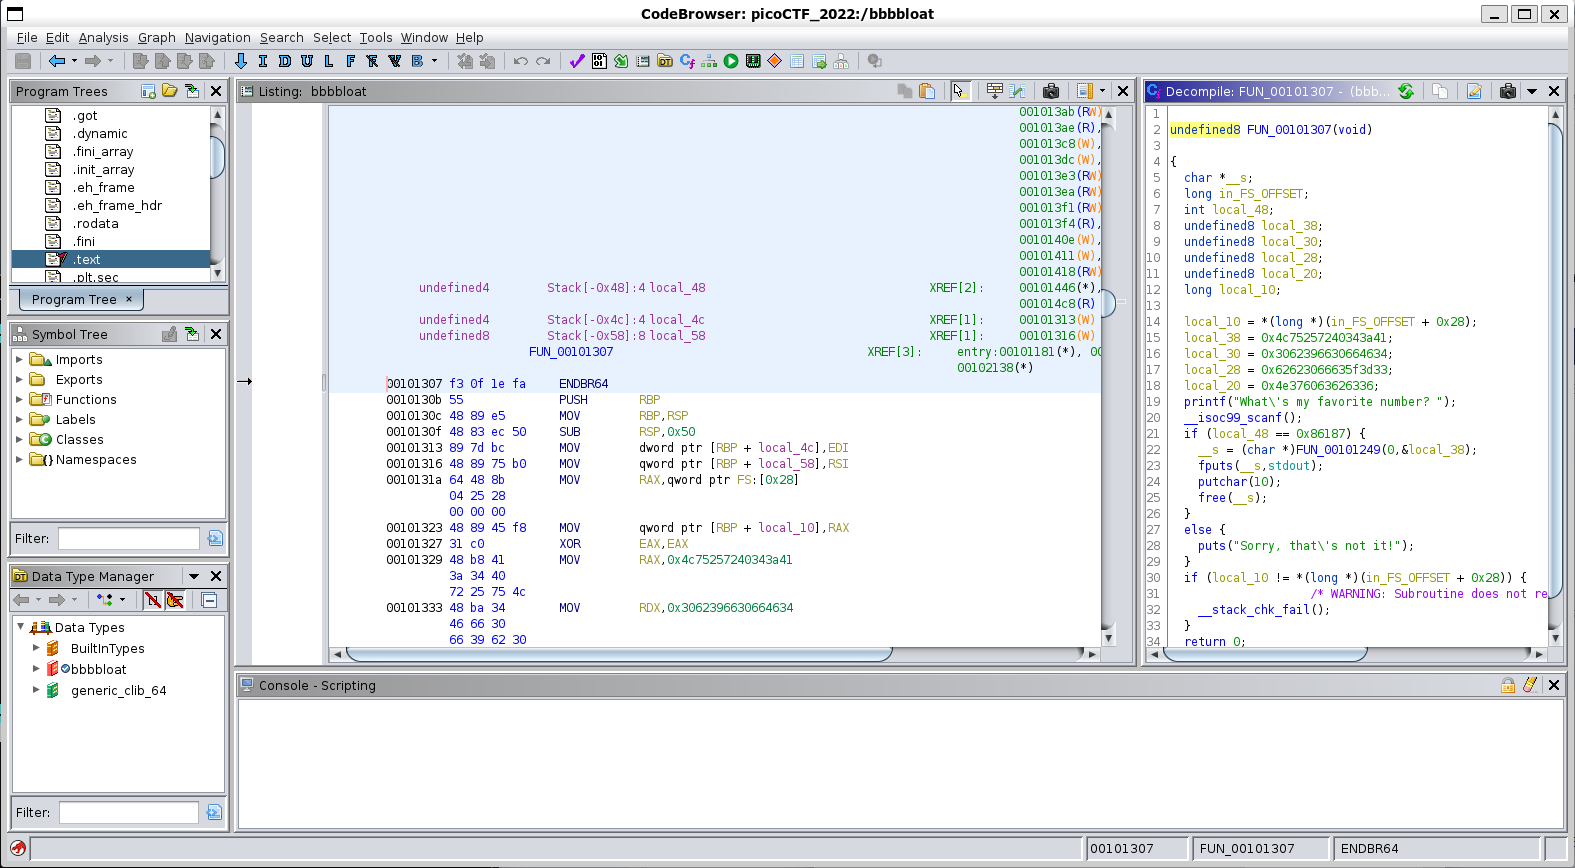 CodeBrowser: picoCTF_2022:/bbbbloat
File Edit Analysis Graph Navigation Search Select Tools Window Help
I D U L F B
Program Trees
.got
.dynamic
.fini_array
.init_array
.eh_frame
.eh_frame_hdr
.rodata
.fini
.text
.plt.sec
Program Tree ×
Symbol Tree
Imports
Exports
Functions
Labels
Classes
Namespaces
Filter:
Data Type Manager
Data Types
BuiltInTypes
bbbbloat
generic_clib_64
Filter:
Listing: bbbbloat
001013ab(RW)
001013ae(R),
001013c8(W),
001013dc(W),
001013e3(RW)
001013ea(RW)
001013f1(RW)
001013f4(R),
0010140e(W),
00101411(W),
00101418(RW)
undefined4 Stack[-0x48]:4 local_48 XREF[2]: 00101446(*),
001014c8(R)
undefined4 Stack[-0x4c]:4 local_4c XREF[1]: 00101313(W)
undefined8 Stack[-0x58]:8 local_58 XREF[1]: 00101316(W)
FUN_00101307 XREF[3]: entry:00101181(*), 00
00102138(*)
00101307 f3 0f 1e fa ENDBR64
0010130b 55 PUSH RBP
0010130c 48 89 e5 MOV RBP,RSP
0010130f 48 83 ec 50 SUB RSP,0x50
00101313 89 7d bc MOV dword ptr [RBP + local_4c],EDI
00101316 48 89 75 b0 MOV qword ptr [RBP + local_58],RSI
0010131a 64 48 8b MOV RAX,qword ptr FS:[0x28]
04 25 28
00 00 00
00101323 48 89 45 f8 MOV qword ptr [RBP + local_10],RAX
00101327 31 c0 XOR EAX,EAX
00101329 48 b8 41 MOV RAX,0x4c75257240343a41
3a 34 40
72 25 75 4c
00101333 48 ba 34 MOV RDX,0x3062396630664634
46 66 30
66 39 62 30
Decompile: FUN_00101307 - (bbb...
1
2 undefined8 FUN_00101307(void)
3
4 {
5 char *__s;
6 long in_FS_OFFSET;
7 int local_48;
8 undefined8 local_38;
9 undefined8 local_30;
10 undefined8 local_28;
11 undefined8 local_20;
12 long local_10;
13
14 local_10 = *(long *)(in_FS_OFFSET + 0x28);
15 local_38 = 0x4c75257240343a41;
16 local_30 = 0x3062396630664634;
17 local_28 = 0x62623066635f3d33;
18 local_20 = 0x4e376063626336;
19 printf("What\'s my favorite number? ");
20 __isoc99_scanf();
21 if (local_48 == 0x86187) {
22 __s = (char *)FUN_00101249(0,&local_38);
23 fputs(__s,stdout);
24 putchar(10);
25 free(__s);
26 }
27 else {
28 puts("Sorry, that\'s not it!");
29 }
30 if (local_10 != *(long *)(in_FS_OFFSET + 0x28)) {
31 /* WARNING: Subroutine does not re
32 __stack_chk_fail();
33 }
34 return 0;
Console - Scripting
00101307 FUN_00101307 ENDBR64